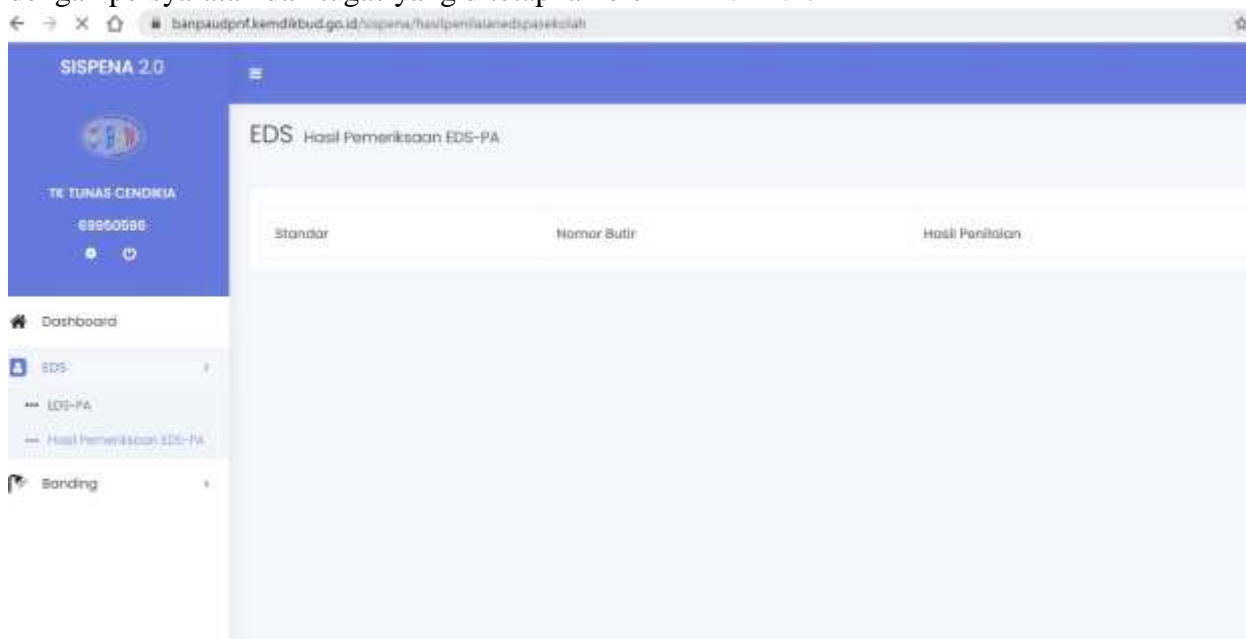 SISPENA 2.0
banpaudpnf.kemdikbud.go.id/sispena/hasilpenilaianedspasekolah
EDS Hasil Pemeriksaan EDS-PA
TK TUNAS CENDIKIA
69950596
Standar
Nomor Butir
Hasil Penilaian
Dashboard
EDS
EDS-PA
Hasil Pemeriksaan EDS-PA
Banding